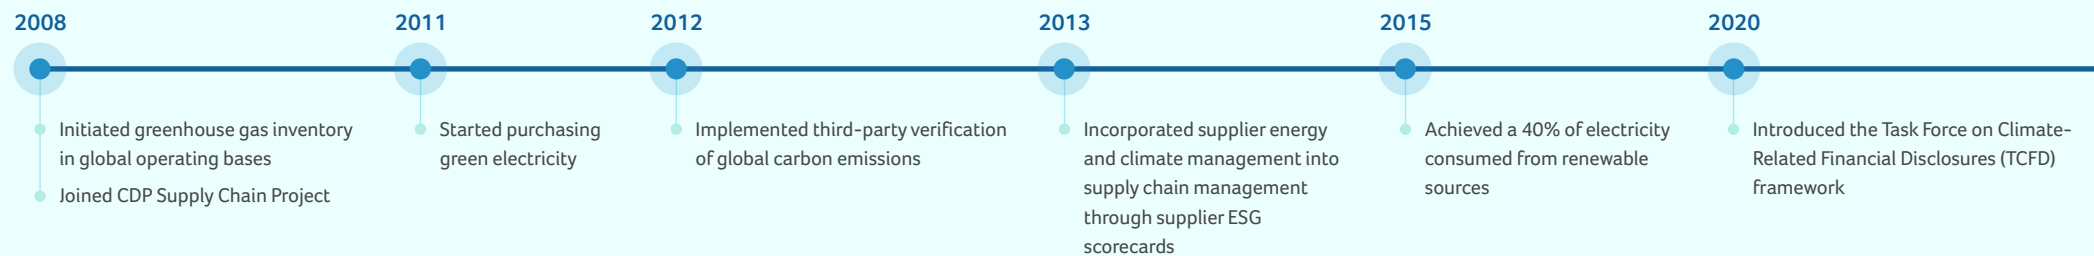 2008
Initiated greenhouse gas inventory
in global operating bases
Joined CDP Supply Chain Project
2011
Started purchasing
green electricity
2012
Implemented third-party verification
of global carbon emissions
2013
Incorporated supplier energy
and climate management into
supply chain management
through supplier ESG
scorecards
2015
Achieved a 40% of electricity
consumed from renewable
sources
2020
Introduced the Task Force on Climate-
Related Financial Disclosures (TCFD)
framework